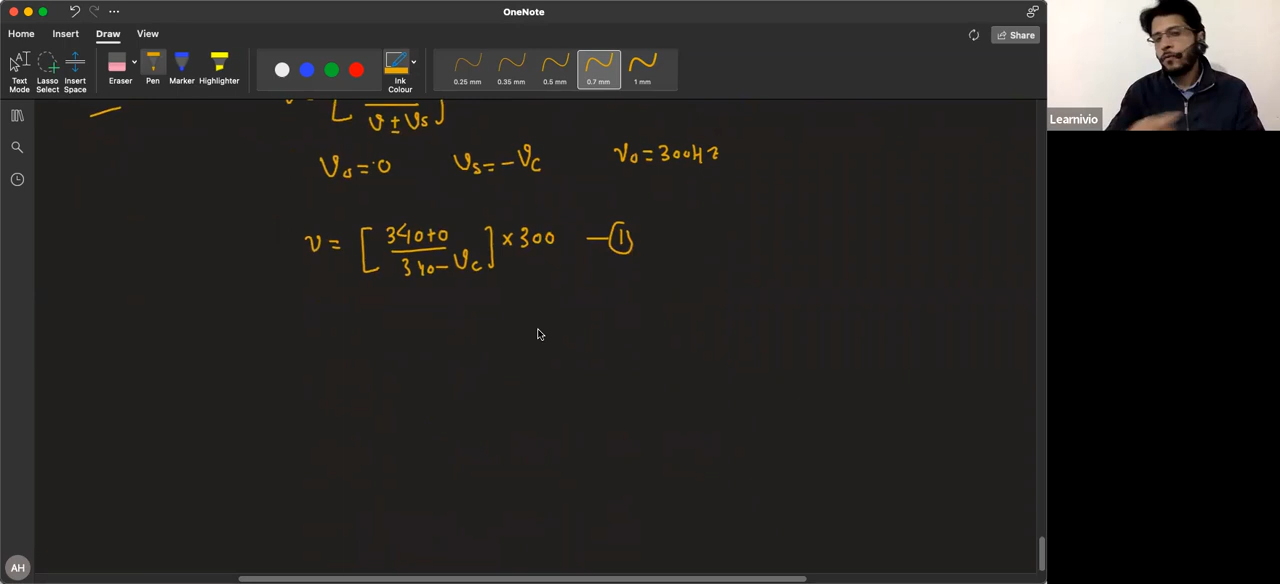 OneNote
Home Insert Draw View
Share
Text Mode
Lasso Select
Insert Space
Eraser
Pen
Marker
Highlighter
Ink Colour
0.25 mm 0.35 mm 0.5 mm 0.7 mm 1 mm
Learnivio
v ± vs
v₀ = 0 vs = -vc ν₀ = 300Hz
ν = [340+0 / 340-vc] × 300 —①
AH